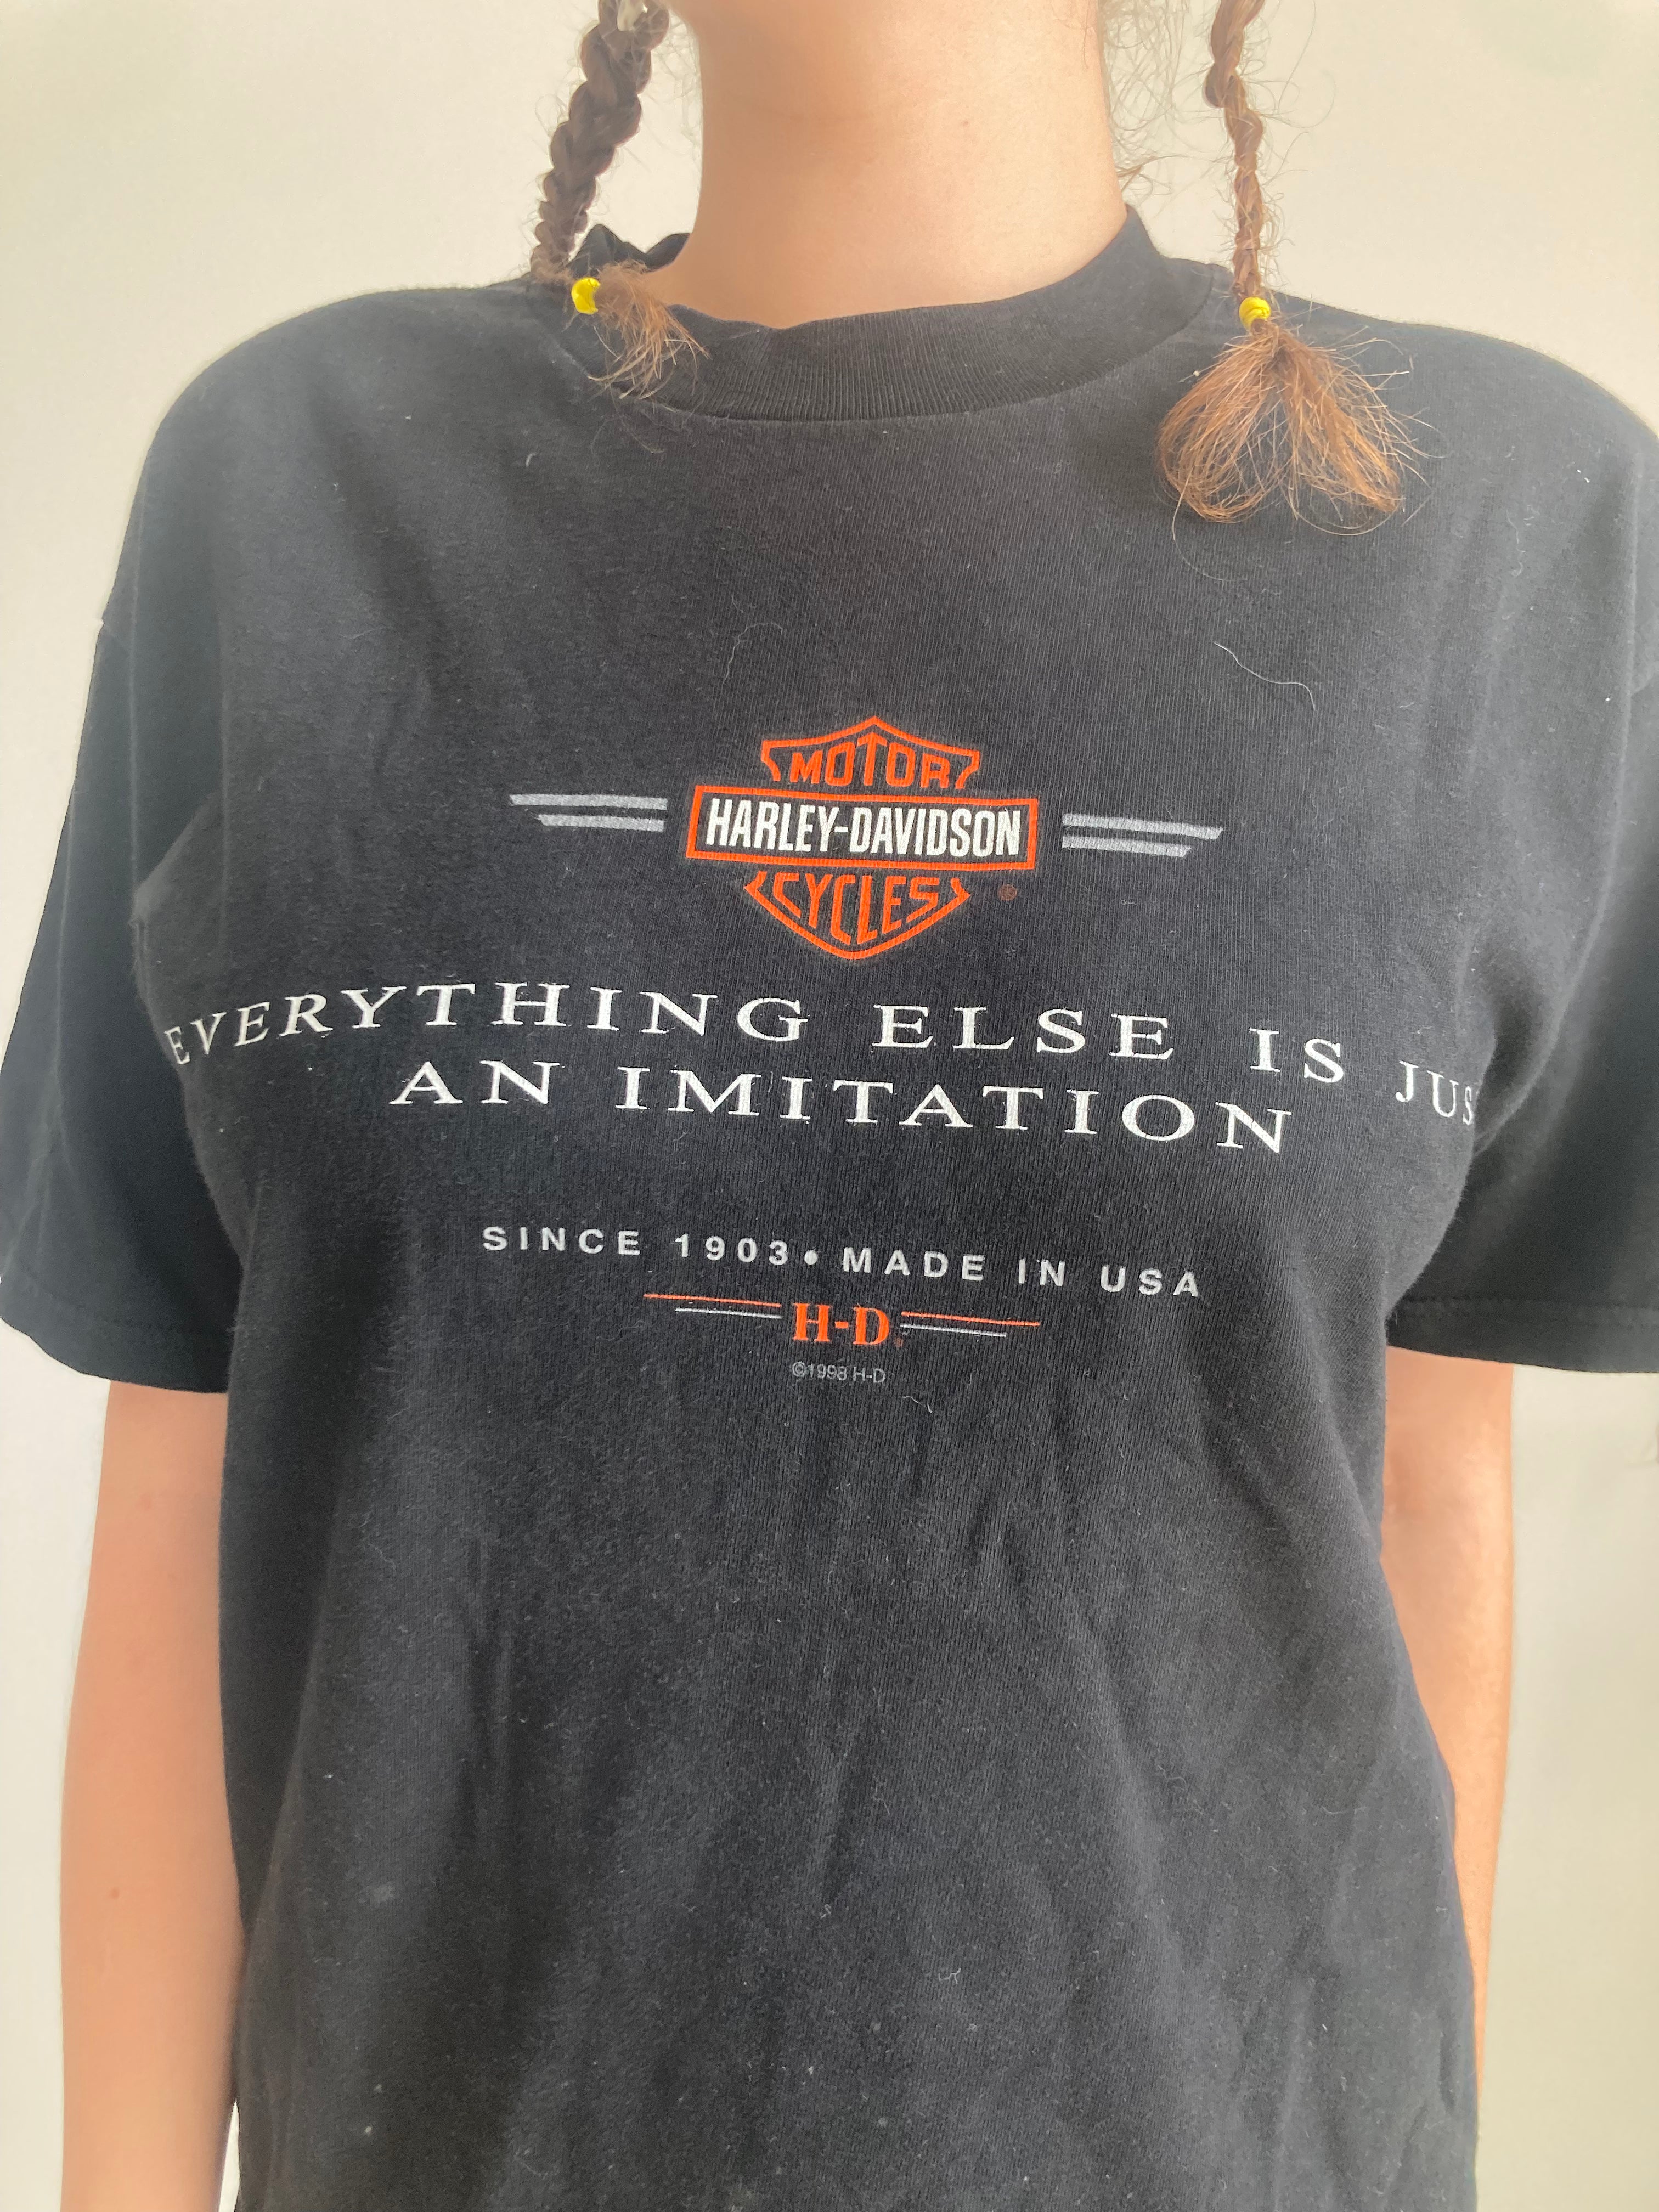 MOTOR
HARLEY-DAVIDSON
CYCLES ®
EVERYTHING ELSE IS JUS
AN IMITATION
SINCE 1903 • MADE IN USA
H-D
©1998 H-D